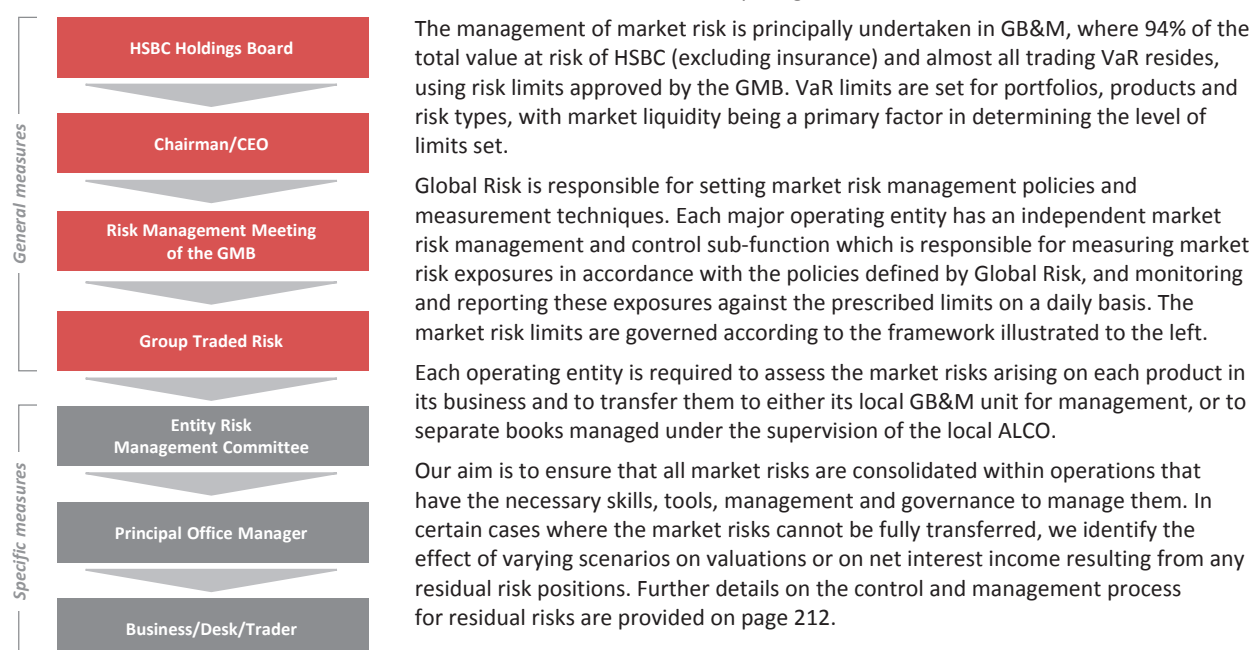 General measures
HSBC Holdings Board
Chairman/CEO
Risk Management Meeting
of the GMB
Group Traded Risk
Specific measures
Entity Risk
Management Committee
Principal Office Manager
Business/Desk/Trader
The management of market risk is principally undertaken in GB&M, where 94% of the
total value at risk of HSBC (excluding insurance) and almost all trading VaR resides,
using risk limits approved by the GMB. VaR limits are set for portfolios, products and
risk types, with market liquidity being a primary factor in determining the level of
limits set.
Global Risk is responsible for setting market risk management policies and
measurement techniques. Each major operating entity has an independent market
risk management and control sub-function which is responsible for measuring market
risk exposures in accordance with the policies defined by Global Risk, and monitoring
and reporting these exposures against the prescribed limits on a daily basis. The
market risk limits are governed according to the framework illustrated to the left.
Each operating entity is required to assess the market risks arising on each product in
its business and to transfer them to either its local GB&M unit for management, or to
separate books managed under the supervision of the local ALCO.
Our aim is to ensure that all market risks are consolidated within operations that
have the necessary skills, tools, management and governance to manage them. In
certain cases where the market risks cannot be fully transferred, we identify the
effect of varying scenarios on valuations or on net interest income resulting from any
residual risk positions. Further details on the control and management process
for residual risks are provided on page 212.